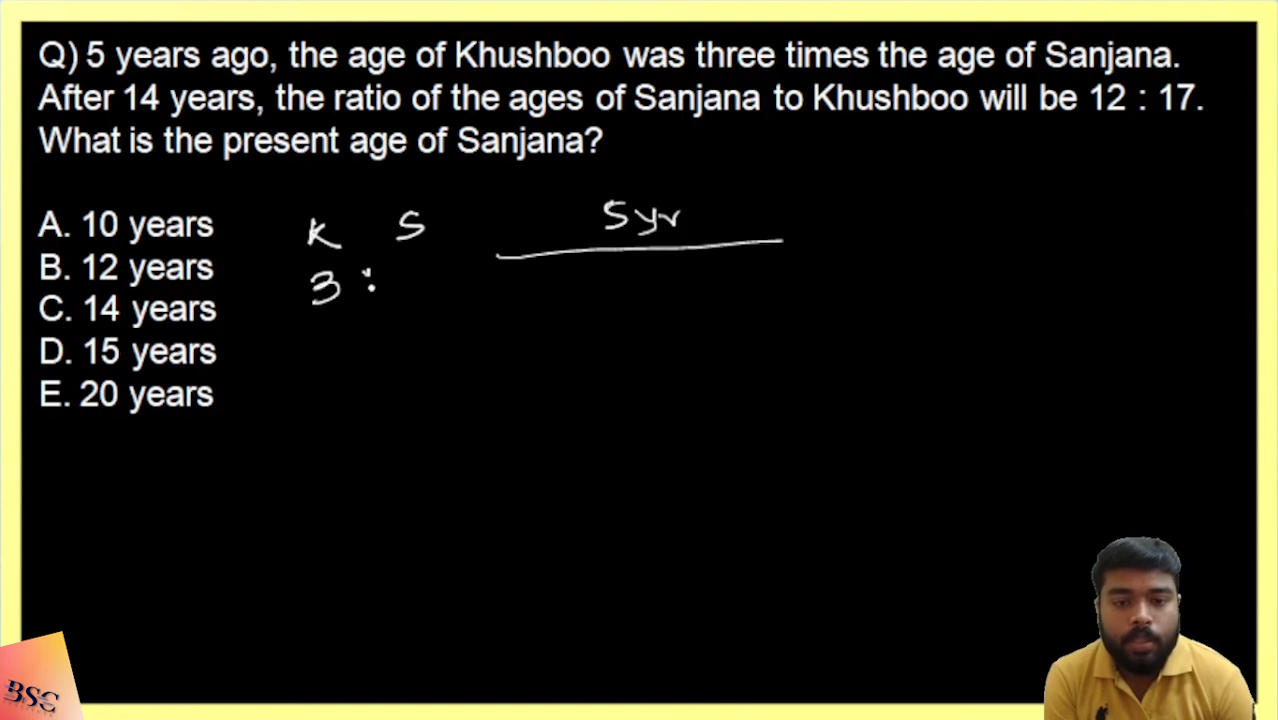 Q) 5 years ago, the age of Khushboo was three times the age of Sanjana.
After 14 years, the ratio of the ages of Sanjana to Khushboo will be 12 : 17.
What is the present age of Sanjana?
A. 10 years
B. 12 years
C. 14 years
D. 15 years
E. 20 years
K S 5yr
3 :
BSC